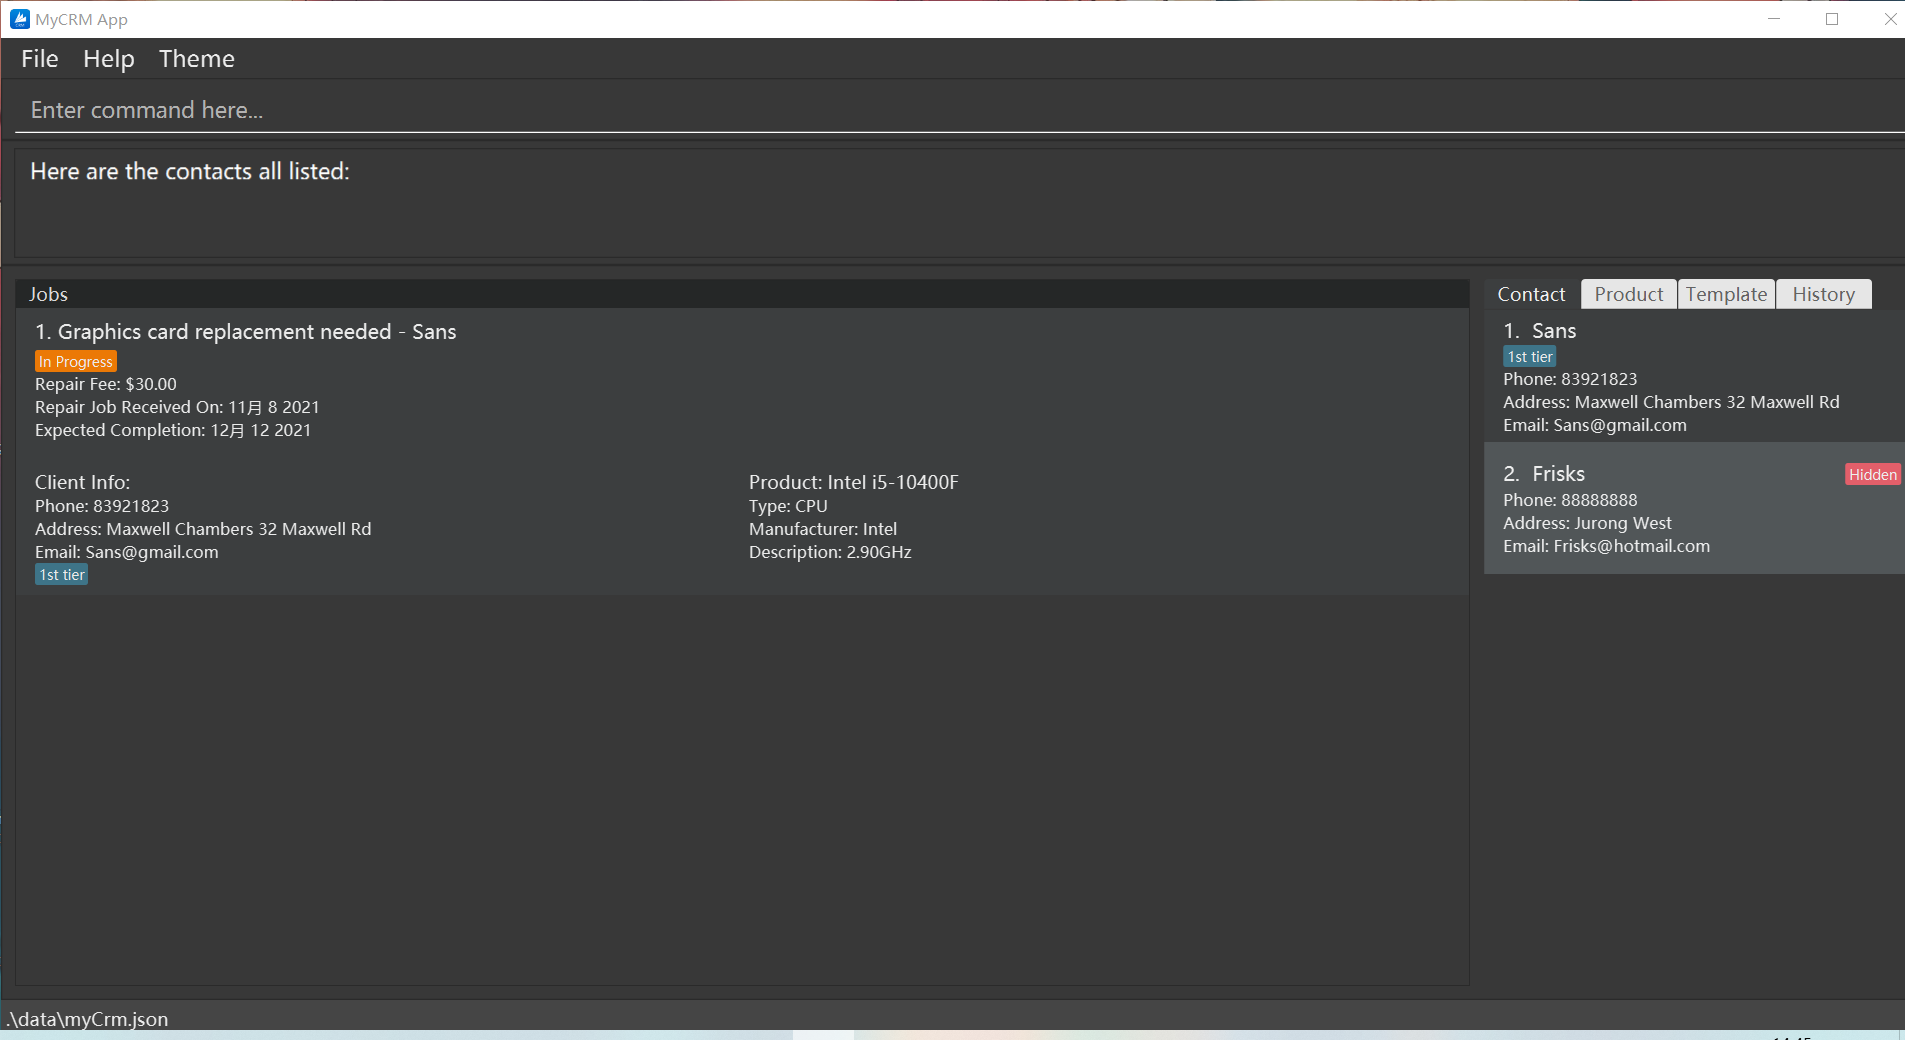 MyCRM App
File Help Theme
Enter command here...
Here are the contacts all listed:
Jobs
1. Graphics card replacement needed - Sans
In Progress
Repair Fee: $30.00
Repair Job Received On: 11月 8 2021
Expected Completion: 12月 12 2021
Client Info:
Phone: 83921823
Address: Maxwell Chambers 32 Maxwell Rd
Email: Sans@gmail.com
1st tier
Product: Intel i5-10400F
Type: CPU
Manufacturer: Intel
Description: 2.90GHz
Contact Product Template History
1. Sans
1st tier
Phone: 83921823
Address: Maxwell Chambers 32 Maxwell Rd
Email: Sans@gmail.com
2. Frisks
Hidden
Phone: 88888888
Address: Jurong West
Email: Frisks@hotmail.com
.\data\myCrm.json